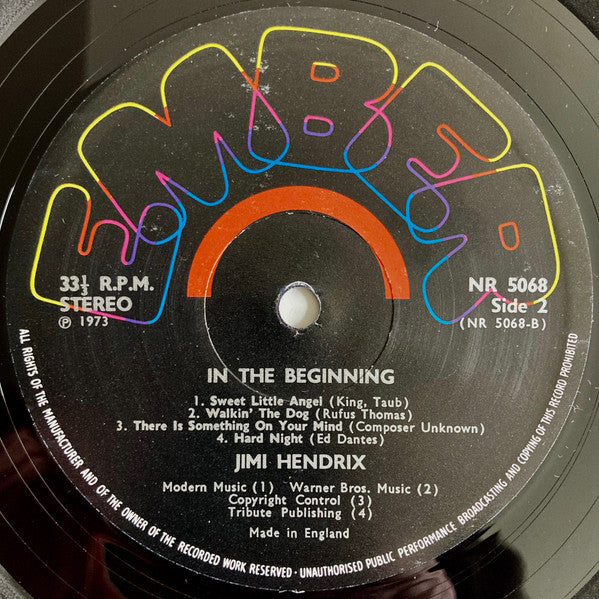 EMBER
33⅓ R.P.M.
STEREO
℗ 1973
NR 5068
Side 2
(NR 5068-B)
IN THE BEGINNING
1. Sweet Little Angel (King, Taub)
2. Walkin' The Dog (Rufus Thomas)
3. There Is Something On Your Mind (Composer Unknown)
4. Hard Night (Ed Dantes)
JIMI HENDRIX
Modern Music (1) Warner Bros. Music (2)
Copyright Control (3)
Tribute Publishing (4)
Made in England
ALL RIGHTS OF THE MANUFACTURER AND OF THE OWNER OF THE RECORDED WORK RESERVED · UNAUTHORISED PUBLIC PERFORMANCE BROADCASTING AND COPYING OF THIS RECORD PROHIBITED